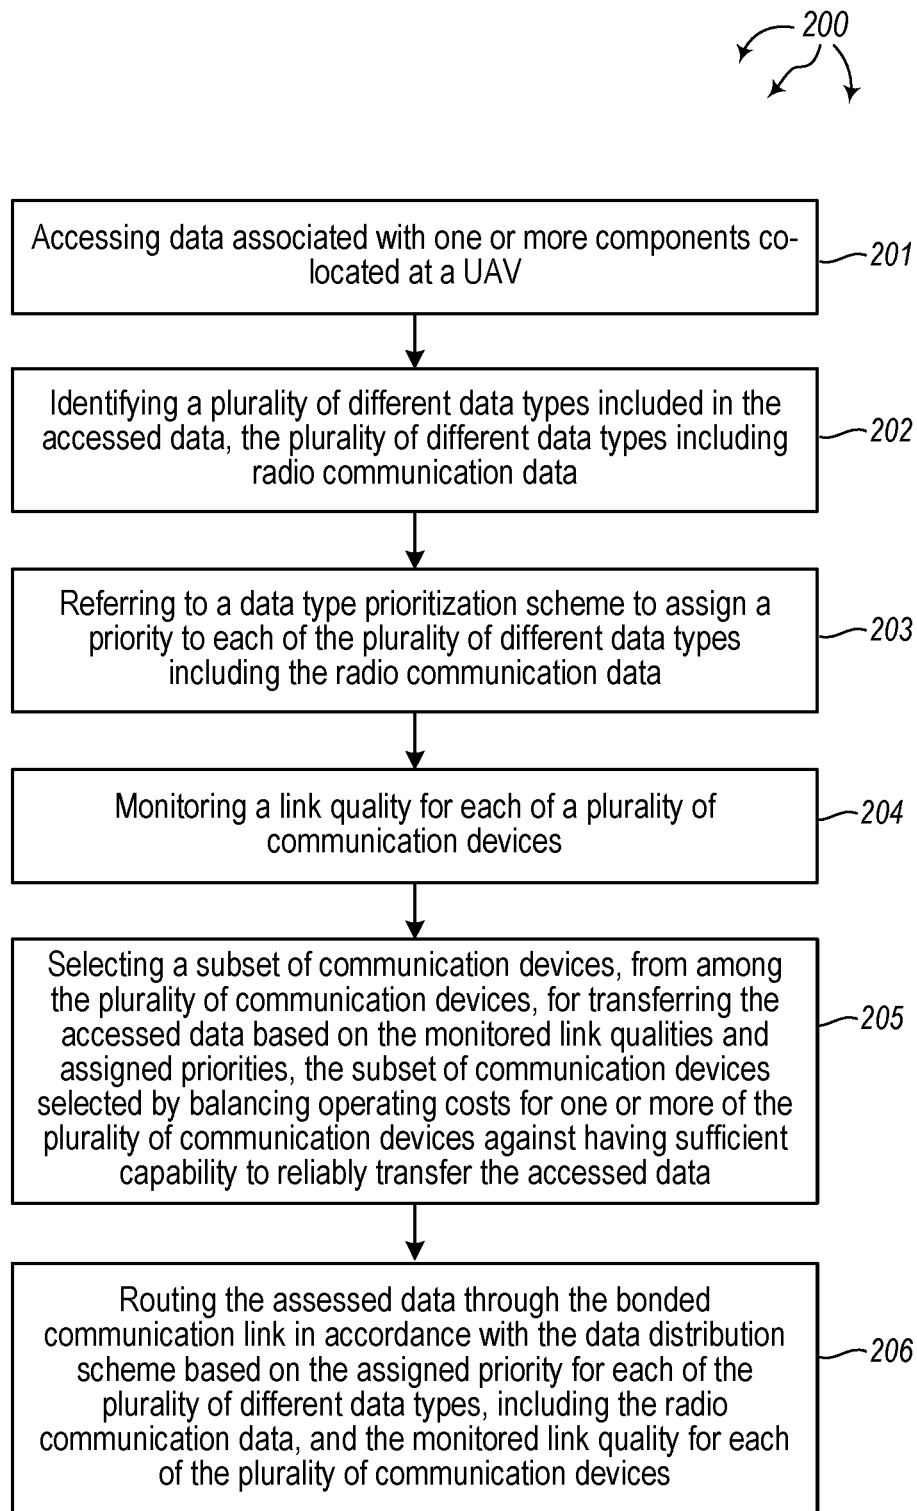 200
Accessing data associated with one or more components co-
located at a UAV
201
Identifying a plurality of different data types included in the
accessed data, the plurality of different data types including
radio communication data
202
Referring to a data type prioritization scheme to assign a
priority to each of the plurality of different data types
including the radio communication data
203
Monitoring a link quality for each of a plurality of
communication devices
204
Selecting a subset of communication devices, from among
the plurality of communication devices, for transferring the
accessed data based on the monitored link qualities and
assigned priorities, the subset of communication devices
selected by balancing operating costs for one or more of the
plurality of communication devices against having sufficient
capability to reliably transfer the accessed data
205
Routing the assessed data through the bonded
communication link in accordance with the data distribution
scheme based on the assigned priority for each of the
plurality of different data types, including the radio
communication data, and the monitored link quality for each
of the plurality of communication devices
206